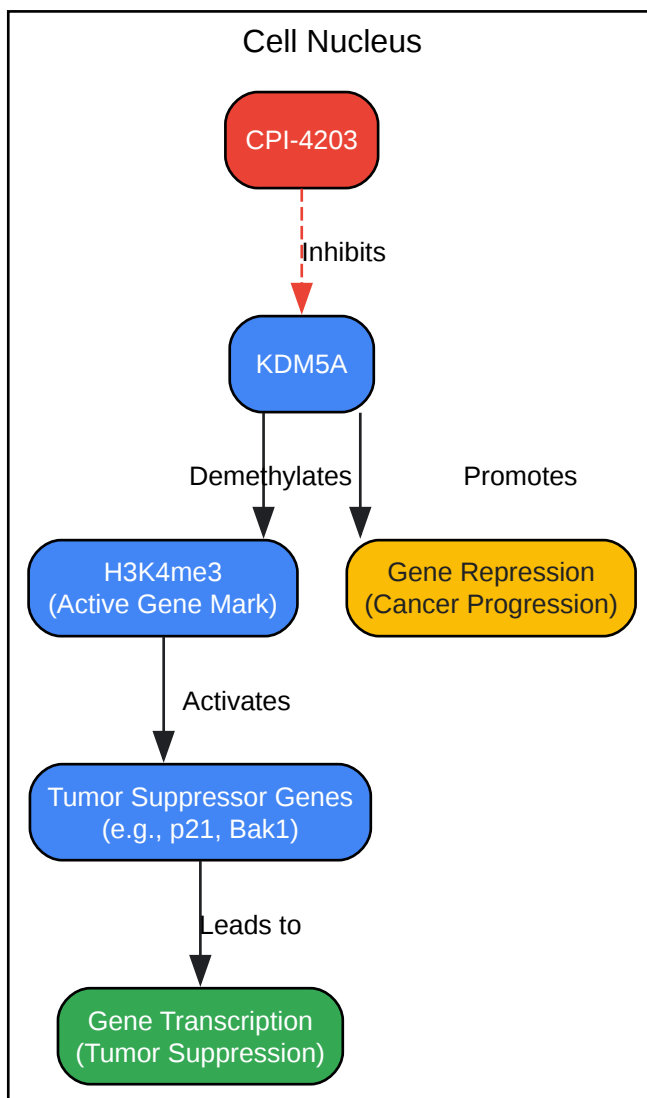 Cell Nucleus
CPI-4203
Inhibits
KDM5A
Demethylates
Promotes
H3K4me3
(Active Gene Mark)
Gene Repression
(Cancer Progression)
Activates
Tumor Suppressor Genes
(e.g., p21, Bak1)
Leads to
Gene Transcription
(Tumor Suppression)